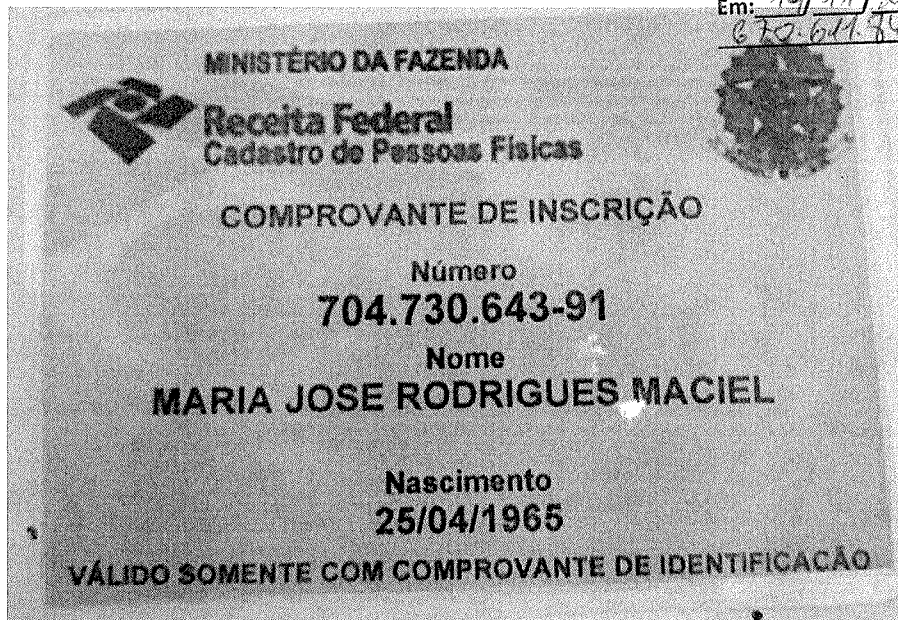 Em:
MINISTÉRIO DA FAZENDA
Receita Federal
Cadastro de Pessoas Físicas
COMPROVANTE DE INSCRIÇÃO
Número
704.730.643-91
Nome
MARIA JOSE RODRIGUES MACIEL
Nascimento
25/04/1965
VÁLIDO SOMENTE COM COMPROVANTE DE IDENTIFICAÇÃO